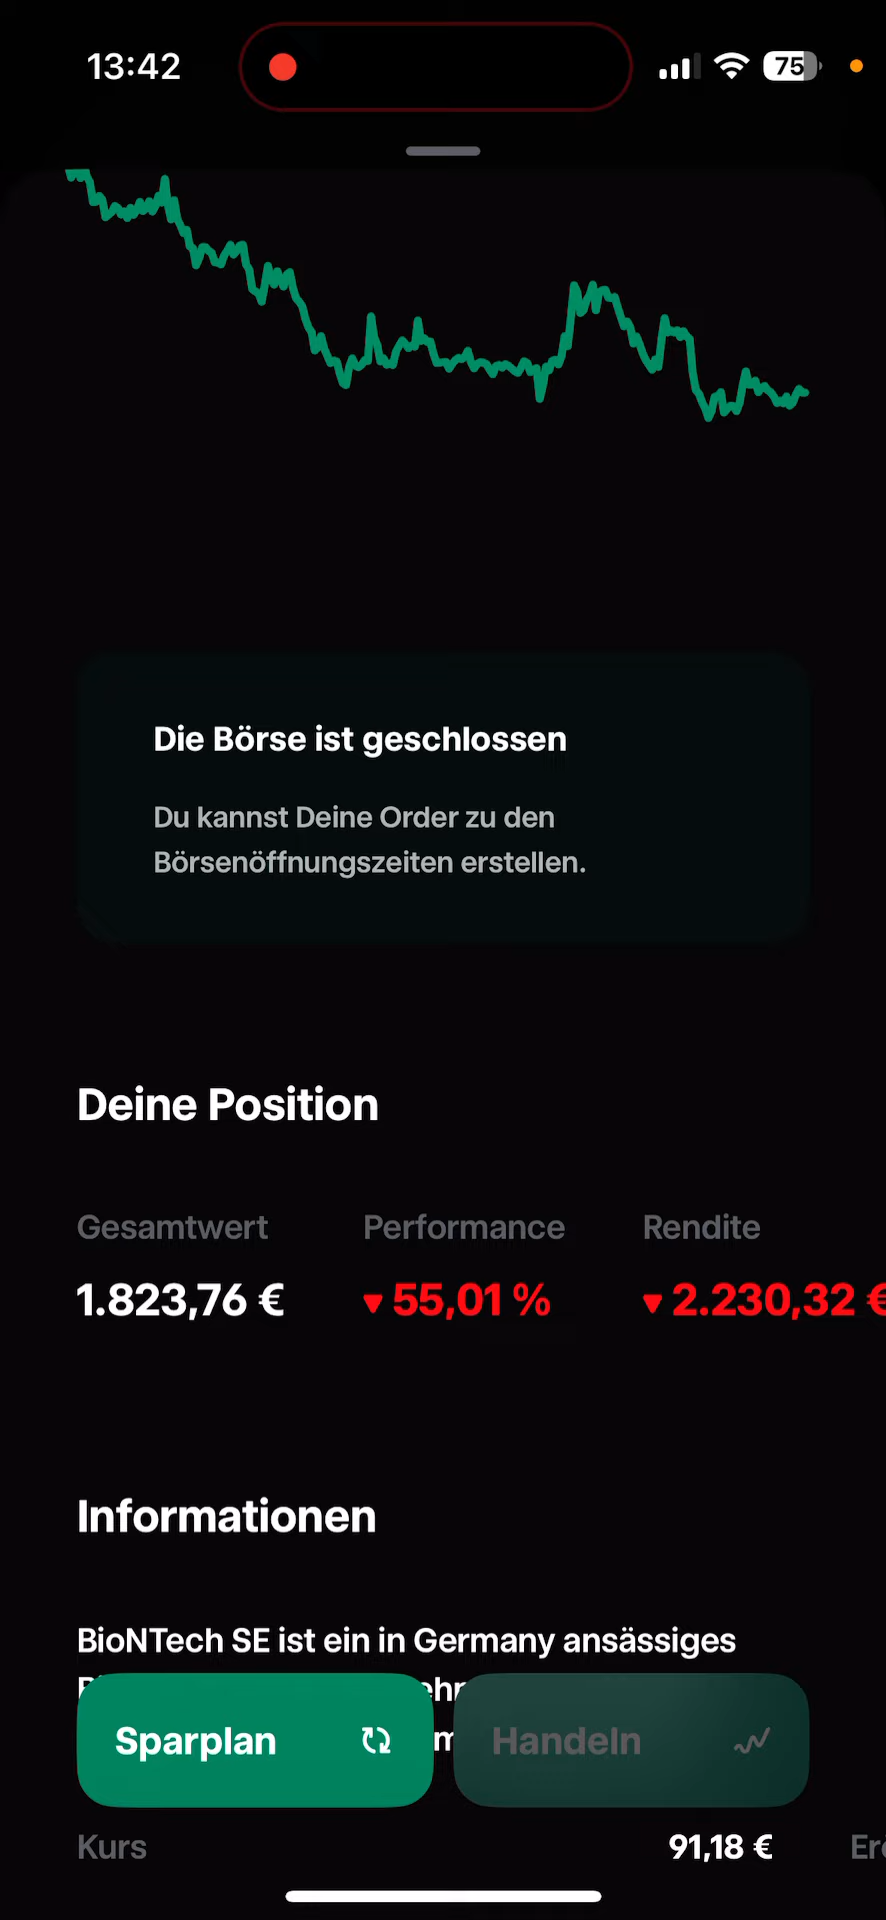 13:42
75
Die Börse ist geschlossen
Du kannst Deine Order zu den
Börsenöffnungszeiten erstellen.
Deine Position
Gesamtwert Performance Rendite
1.823,76 € ▼ 55,01 % ▼ 2.230,32 €
Informationen
BioNTech SE ist ein in Germany ansässiges
Sparplan Handeln
Kurs 91,18 €